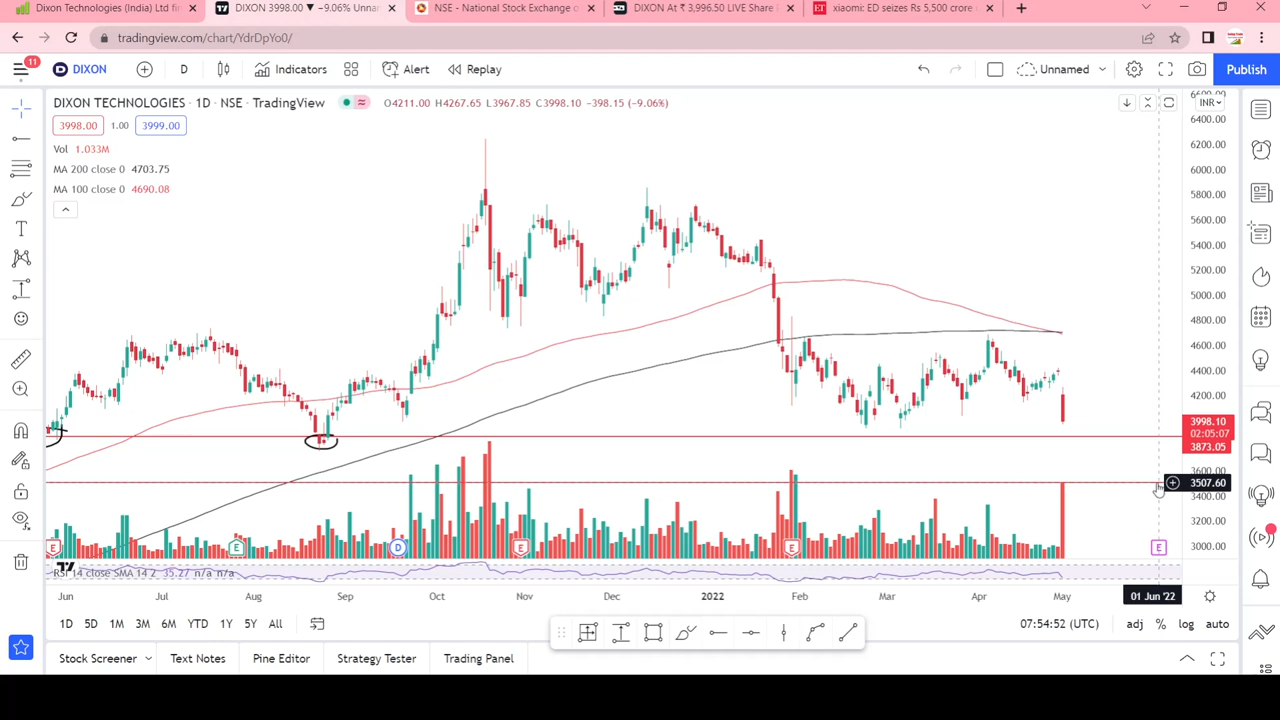 Dixon Technologies (India) Ltd fin
DIXON 3998.00 ▼ −9.06% Unnan
NSE - National Stock Exchange o
DIXON At ₹ 3,996.50 LIVE Share
xiaomi: ED seizes Rs 5,500 crore
tradingview.com/chart/YdrDpYo0/
11
DIXON
D
Indicators
Alert
Replay
Unnamed
Publish
DIXON TECHNOLOGIES · 1D · NSE · TradingView
O4211.00 H4267.65 L3967.85 C3998.10 −398.15 (−9.06%)
INR
3998.00
1.00
3999.00
Vol 1.033M
MA 200 close 0 4703.75
MA 100 close 0 4690.08
6600.00
6400.00
6200.00
6000.00
5800.00
5600.00
5400.00
5200.00
5000.00
4800.00
4600.00
4400.00
4200.00
3998.10
02:05:07
3873.05
3600.00
3507.60
3400.00
3200.00
3000.00
E
E
D
E
E
E
RSI 14 close SMA 14 2 35.27 n/a n/a
Jun
Jul
Aug
Sep
Oct
Nov
Dec
2022
Feb
Mar
Apr
May
01 Jun '22
1D
5D
1M
3M
6M
YTD
1Y
5Y
All
07:54:52 (UTC)
adj
%
log
auto
Stock Screener
Text Notes
Pine Editor
Strategy Tester
Trading Panel